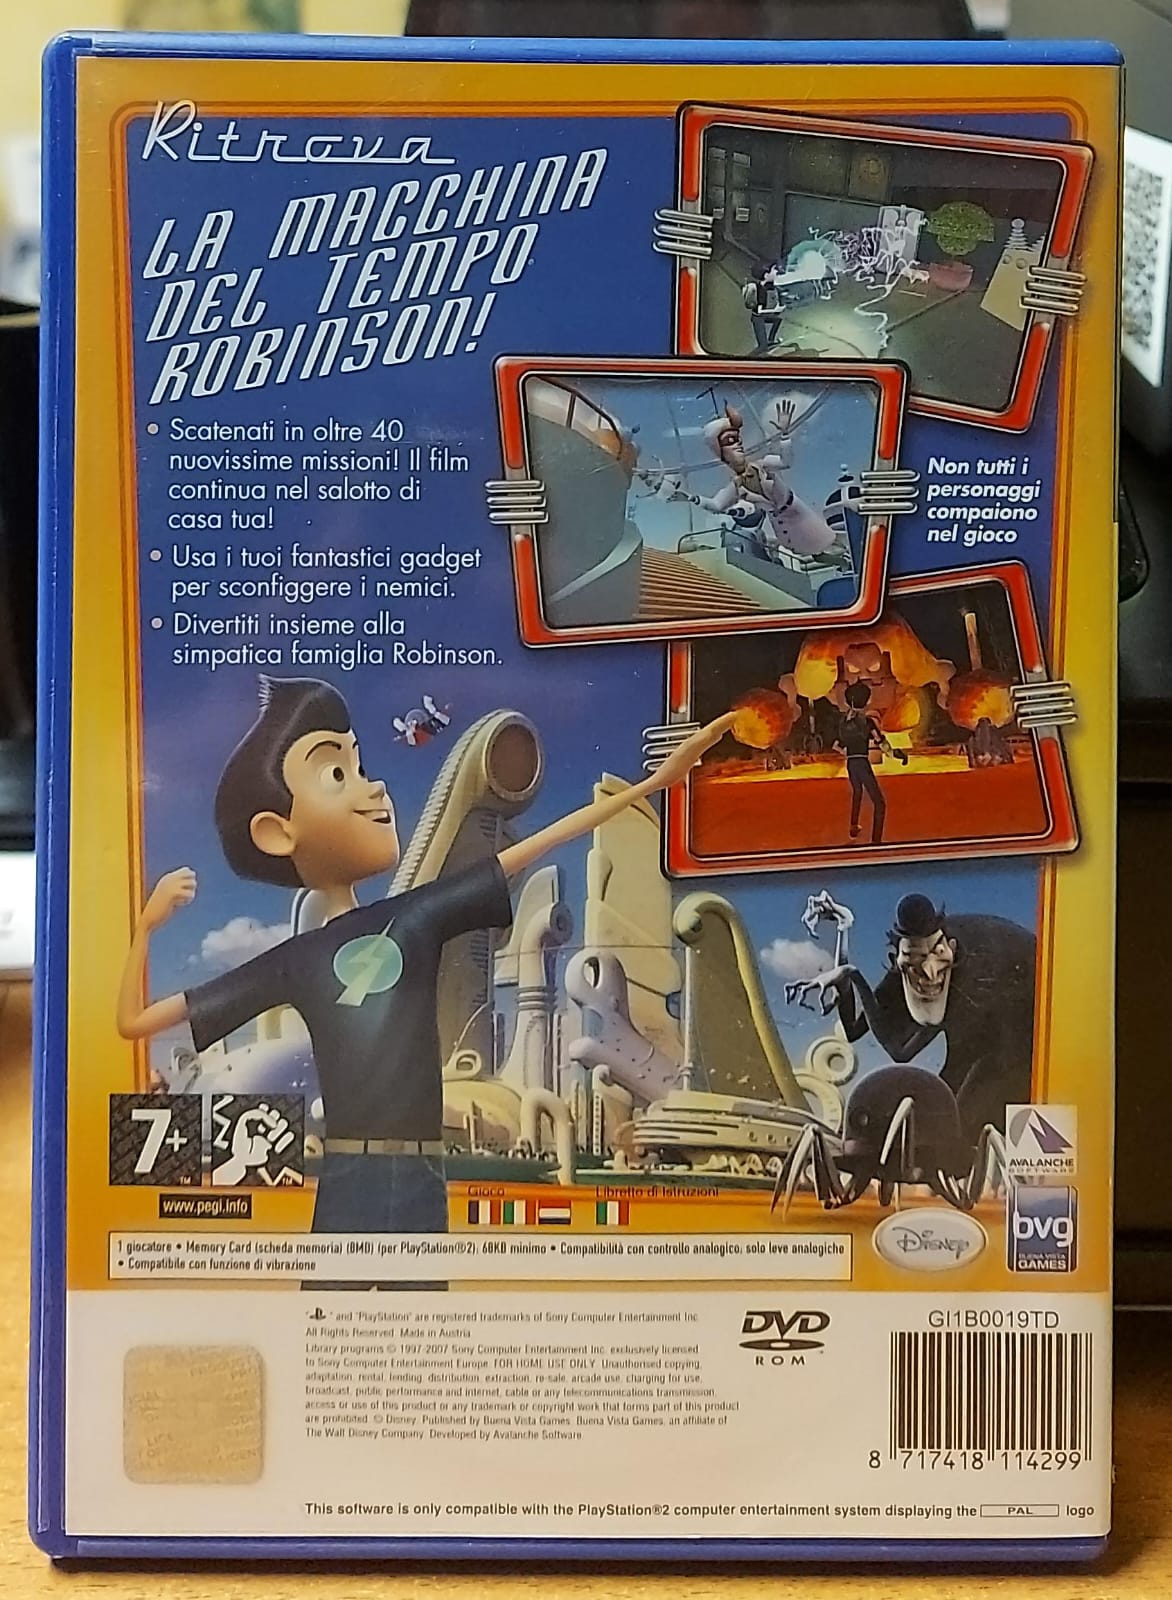 Ritrova
LA MACCHINA
DEL TEMPO
ROBINSON!
• Scatenati in oltre 40
nuovissime missioni! Il film
continua nel salotto di
casa tua!
• Usa i tuoi fantastici gadget
per sconfiggere i nemici.
• Divertiti insieme alla
simpatica famiglia Robinson.
Non tutti i
personaggi
compaiono
nel gioco
7+
www.pegi.info
Gioco
Libretto di Istruzioni
AVALANCHE
SOFTWARE
Disney
bvg
BUENA VISTA
GAMES
1 giocatore • Memory Card (scheda memoria) (8MB) (per PlayStation®2): 68KB minimo • Compatibilità con controllo analogico: solo leve analogiche
• Compatibile con funzione di vibrazione
" " and "PlayStation" are registered trademarks of Sony Computer Entertainment Inc.
All Rights Reserved. Made in Austria.
Library programs © 1997-2007 Sony Computer Entertainment Inc. exclusively licensed
to Sony Computer Entertainment Europe. FOR HOME USE ONLY. Unauthorised copying,
adaptation, rental, lending, distribution, extraction, re-sale, arcade use, charging for use,
broadcast, public performance and internet, cable or any telecommunications transmission,
access or use of this product or any trademark or copyright work that forms part of this product
are prohibited. © Disney. Published by Buena Vista Games. Buena Vista Games, an affiliate of
The Walt Disney Company. Developed by Avalanche Software.
DVD
ROM
GI1B0019TD
8 717418 114299
This software is only compatible with the PlayStation®2 computer entertainment system displaying the PAL logo